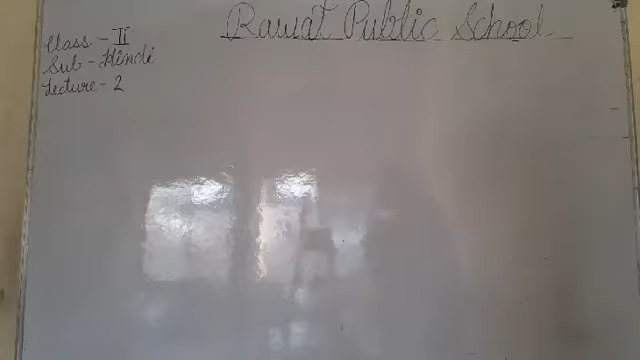 Rawat Public School
Class - II
Sub - Hindi
Lecture - 2